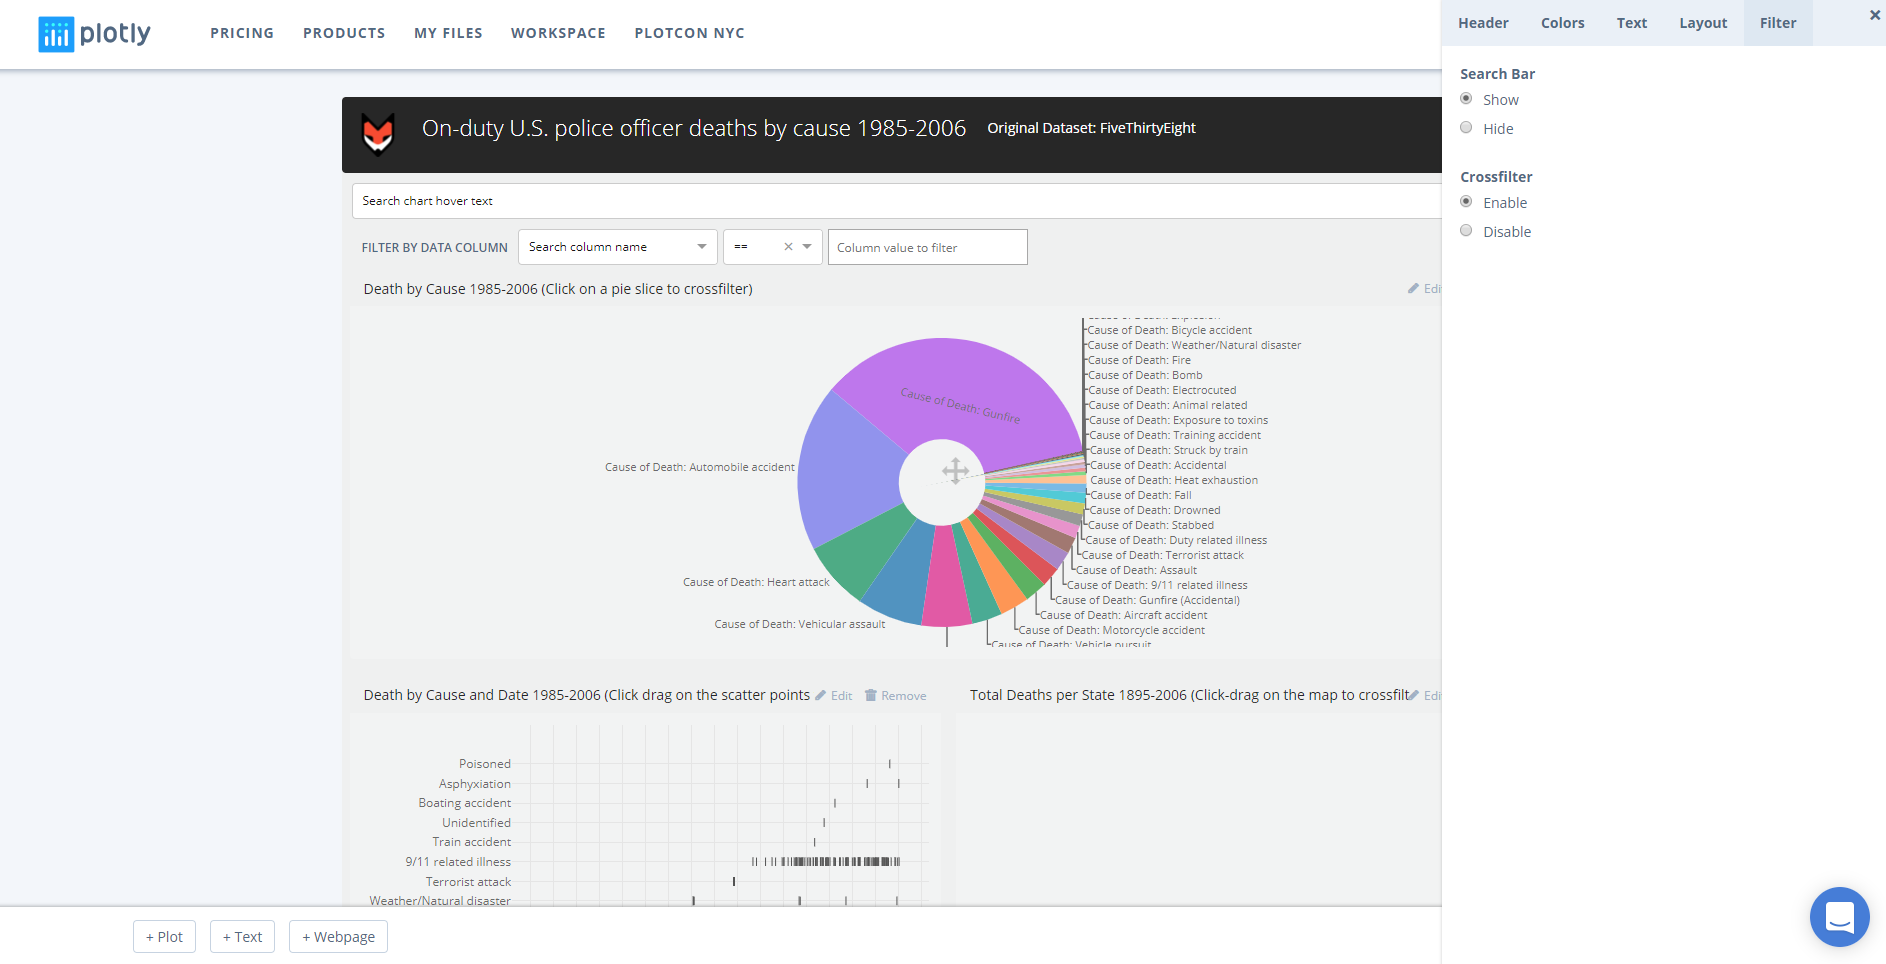 plotly
PRICING PRODUCTS MY FILES WORKSPACE PLOTCON NYC
Header Colors Text Layout Filter ×
Search Bar
Show
Hide
Crossfilter
Enable
Disable
On-duty U.S. police officer deaths by cause 1985-2006 Original Dataset: FiveThirtyEight
Search chart hover text
FILTER BY DATA COLUMN Search column name == × Column value to filter
Death by Cause 1985-2006 (Click on a pie slice to crossfilter) Edi
Cause of Death: Explosion
Cause of Death: Bicycle accident
Cause of Death: Weather/Natural disaster
Cause of Death: Fire
Cause of Death: Bomb
Cause of Death: Electrocuted
Cause of Death: Animal related
Cause of Death: Exposure to toxins
Cause of Death: Training accident
Cause of Death: Struck by train
Cause of Death: Accidental
Cause of Death: Heat exhaustion
Cause of Death: Fall
Cause of Death: Drowned
Cause of Death: Stabbed
Cause of Death: Duty related illness
Cause of Death: Terrorist attack
Cause of Death: Assault
Cause of Death: 9/11 related illness
Cause of Death: Gunfire (Accidental)
Cause of Death: Aircraft accident
Cause of Death: Motorcycle accident
Cause of Death: Vehicle pursuit
Cause of Death: Gunfire
Cause of Death: Automobile accident
Cause of Death: Heart attack
Cause of Death: Vehicular assault
Death by Cause and Date 1985-2006 (Click drag on the scatter points Edit Remove
Total Deaths per State 1895-2006 (Click-drag on the map to crossfilt Edi
Poisoned
Asphyxiation
Boating accident
Unidentified
Train accident
9/11 related illness
Terrorist attack
Weather/Natural disaster
+ Plot + Text + Webpage